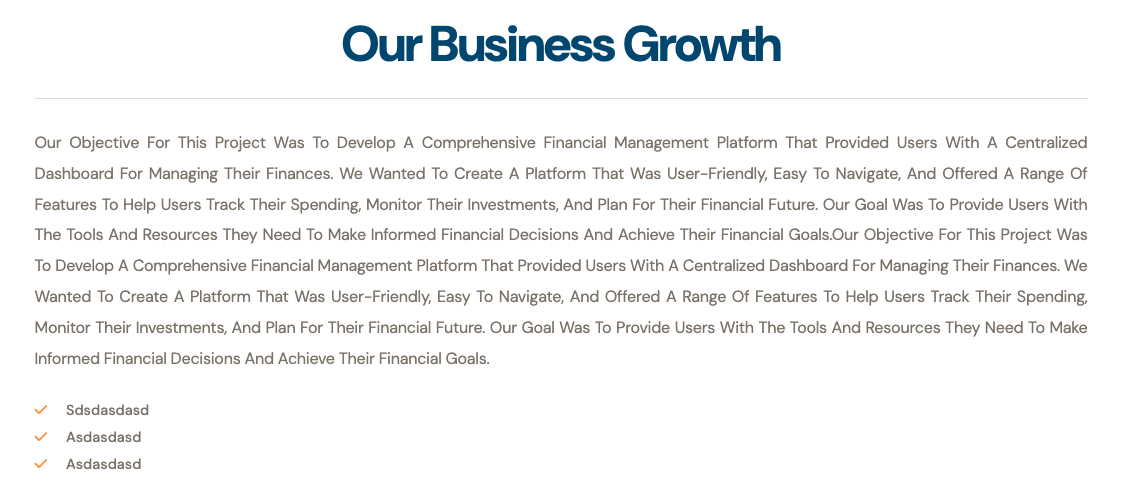 Our Business Growth
Our Objective For This Project Was To Develop A Comprehensive Financial Management Platform That Provided Users With A Centralized
Dashboard For Managing Their Finances. We Wanted To Create A Platform That Was User-Friendly, Easy To Navigate, And Offered A Range Of
Features To Help Users Track Their Spending, Monitor Their Investments, And Plan For Their Financial Future. Our Goal Was To Provide Users With
The Tools And Resources They Need To Make Informed Financial Decisions And Achieve Their Financial Goals.Our Objective For This Project Was
To Develop A Comprehensive Financial Management Platform That Provided Users With A Centralized Dashboard For Managing Their Finances. We
Wanted To Create A Platform That Was User-Friendly, Easy To Navigate, And Offered A Range Of Features To Help Users Track Their Spending,
Monitor Their Investments, And Plan For Their Financial Future. Our Goal Was To Provide Users With The Tools And Resources They Need To Make
Informed Financial Decisions And Achieve Their Financial Goals.
Sdsdasdasd
Asdasdasd
Asdasdasd